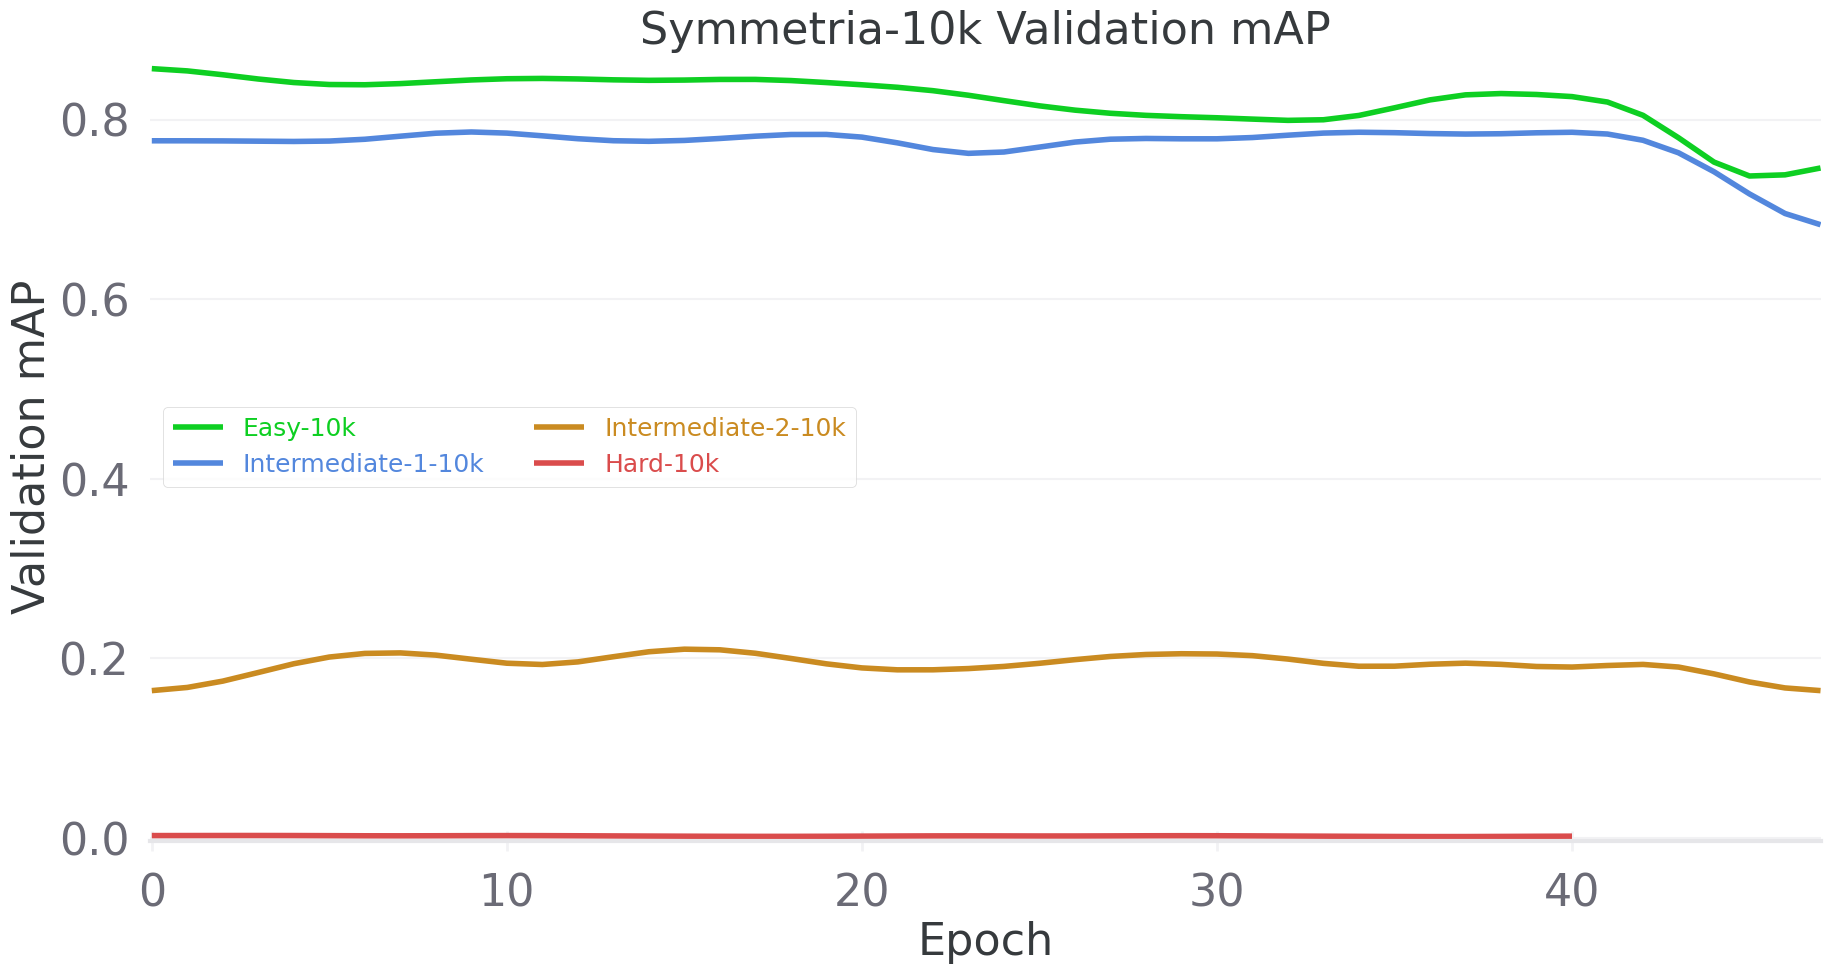 Symmetria-10k Validation mAP
Validation mAP
0.8
0.6
0.4
0.2
0.0
Easy-10k
Intermediate-1-10k
Intermediate-2-10k
Hard-10k
0 10 20 30 40
Epoch